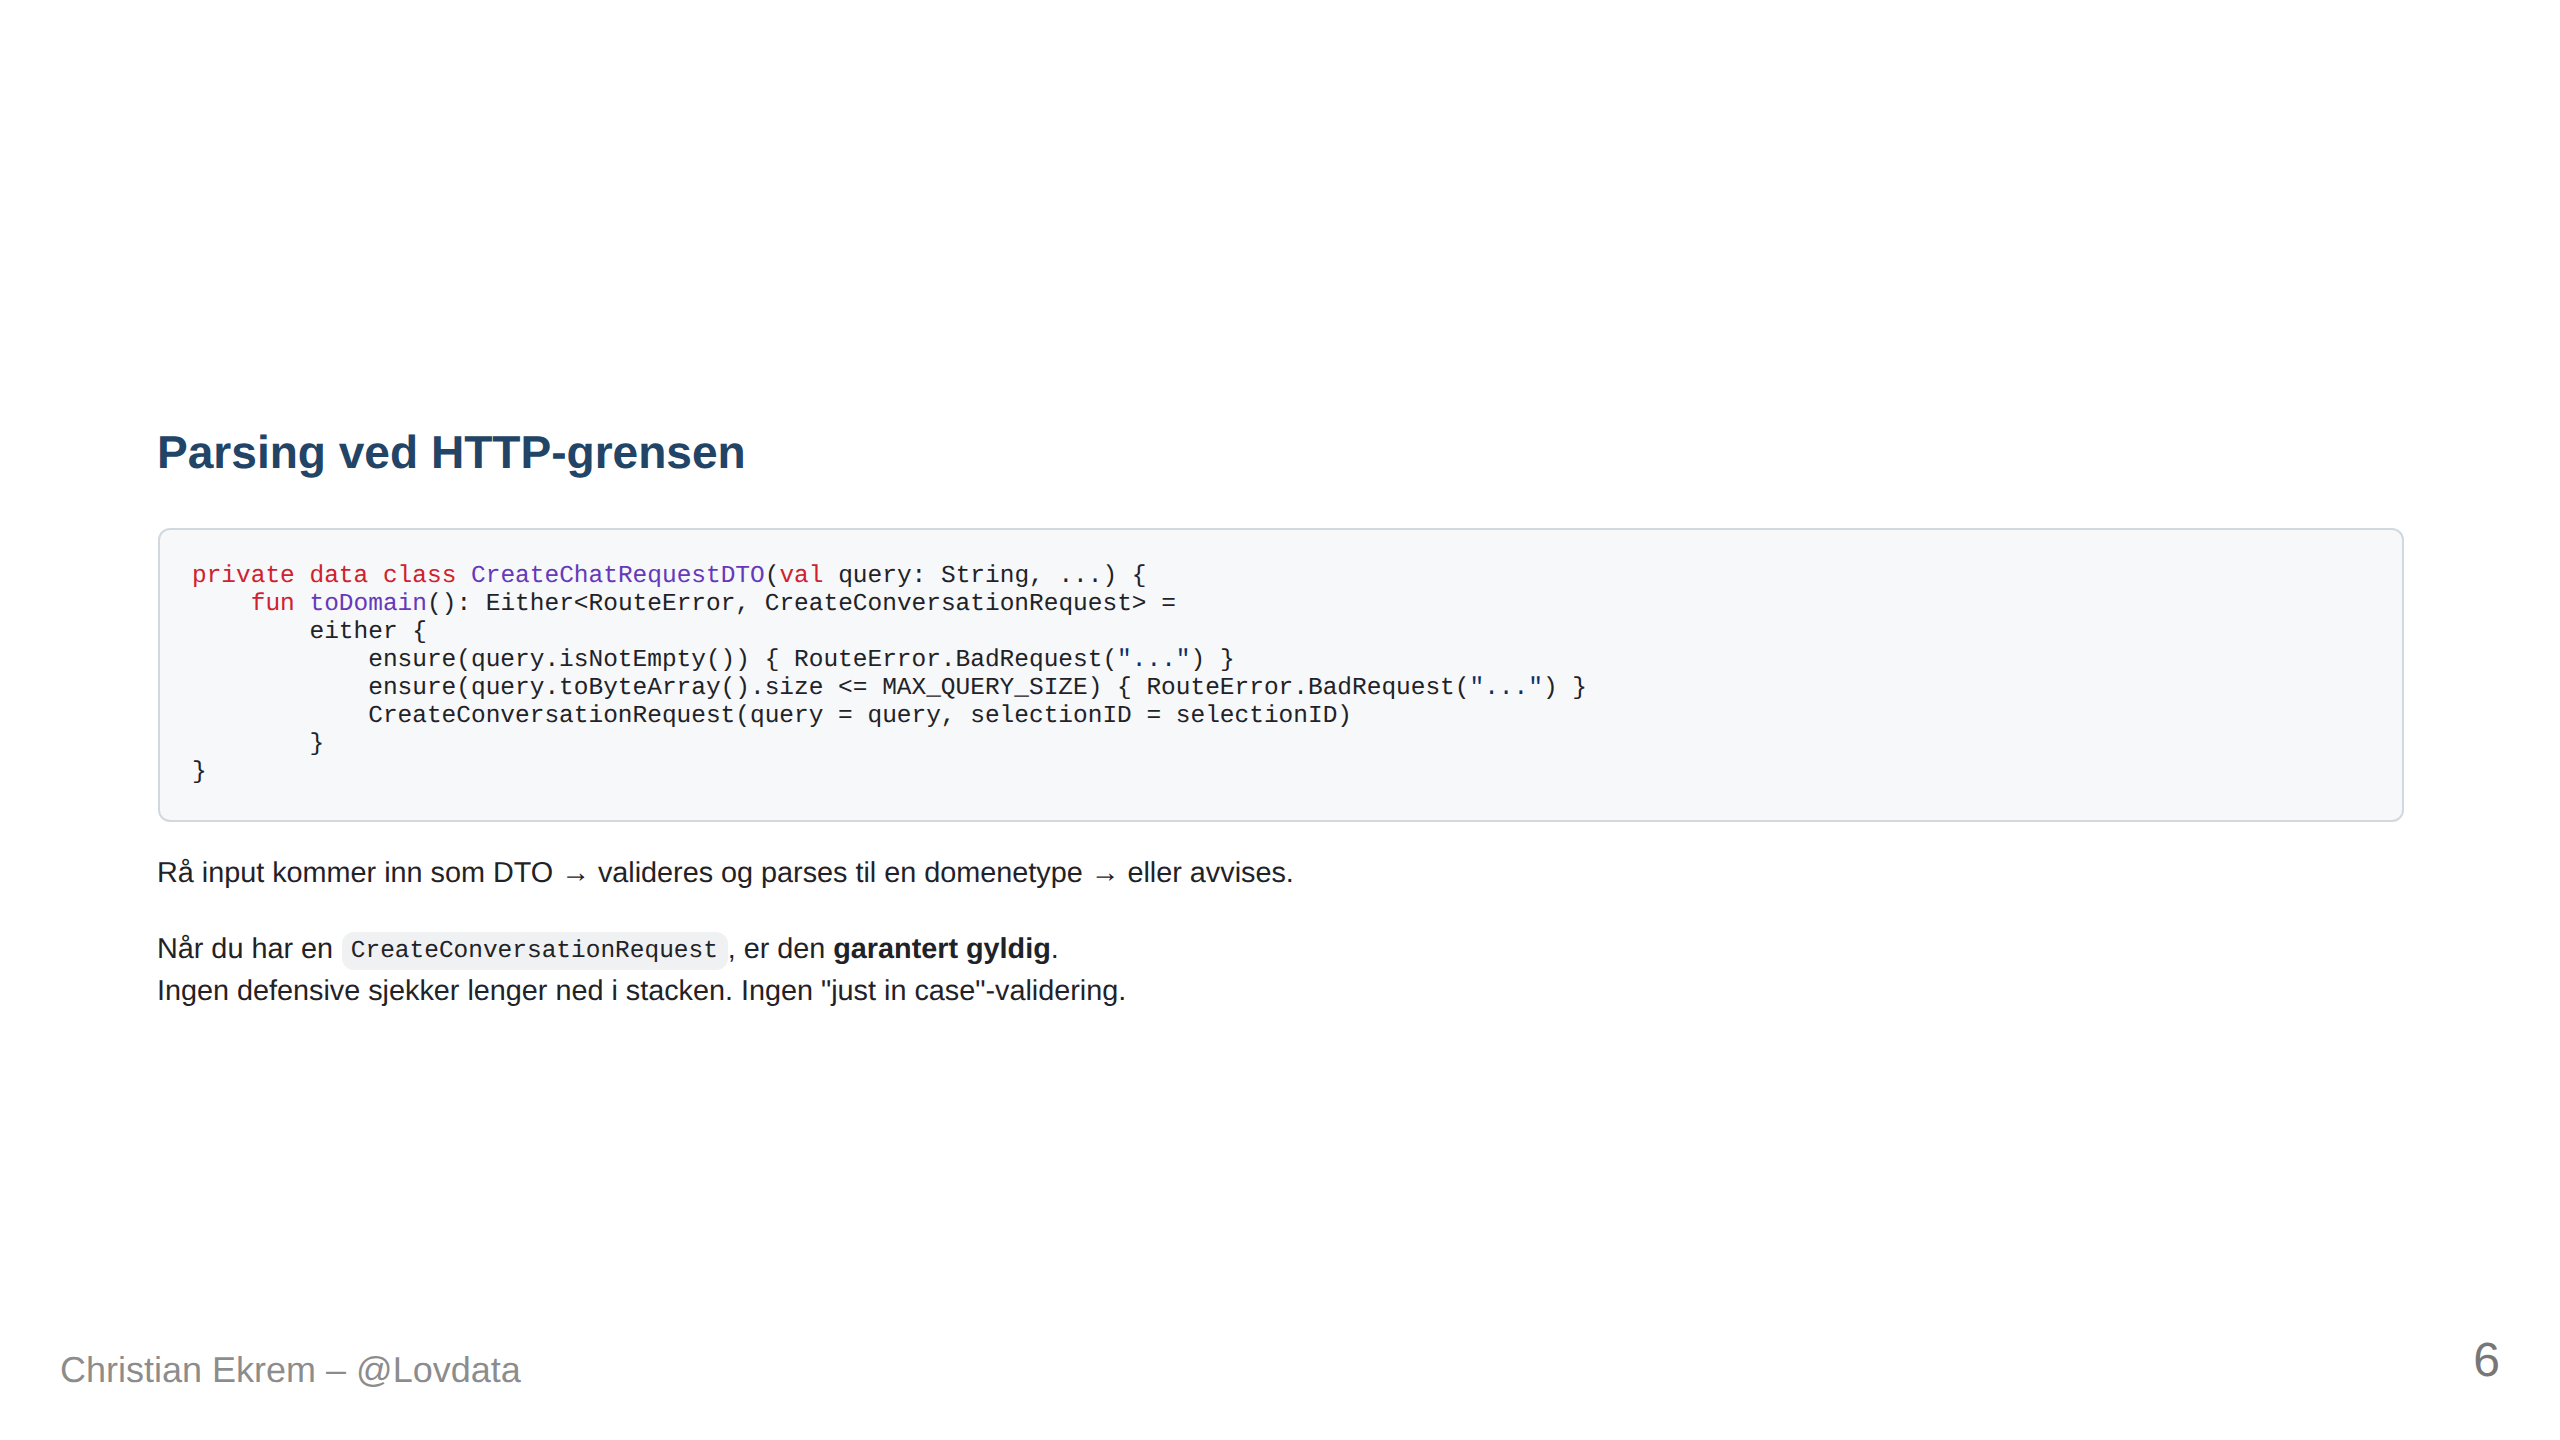 Parsing ved HTTP-grensen
private data class CreateChatRequestDTO(val query: String, ...) {
    fun toDomain(): Either<RouteError, CreateConversationRequest> =
        either {
            ensure(query.isNotEmpty()) { RouteError.BadRequest("...") }
            ensure(query.toByteArray().size <= MAX_QUERY_SIZE) { RouteError.BadRequest("...") }
            CreateConversationRequest(query = query, selectionID = selectionID)
        }
}
Rå input kommer inn som DTO → valideres og parses til en domenetype → eller avvises.
Når du har en CreateConversationRequest, er den garantert gyldig.
Ingen defensive sjekker lenger ned i stacken. Ingen "just in case"-validering.
Christian Ekrem – @Lovdata
6